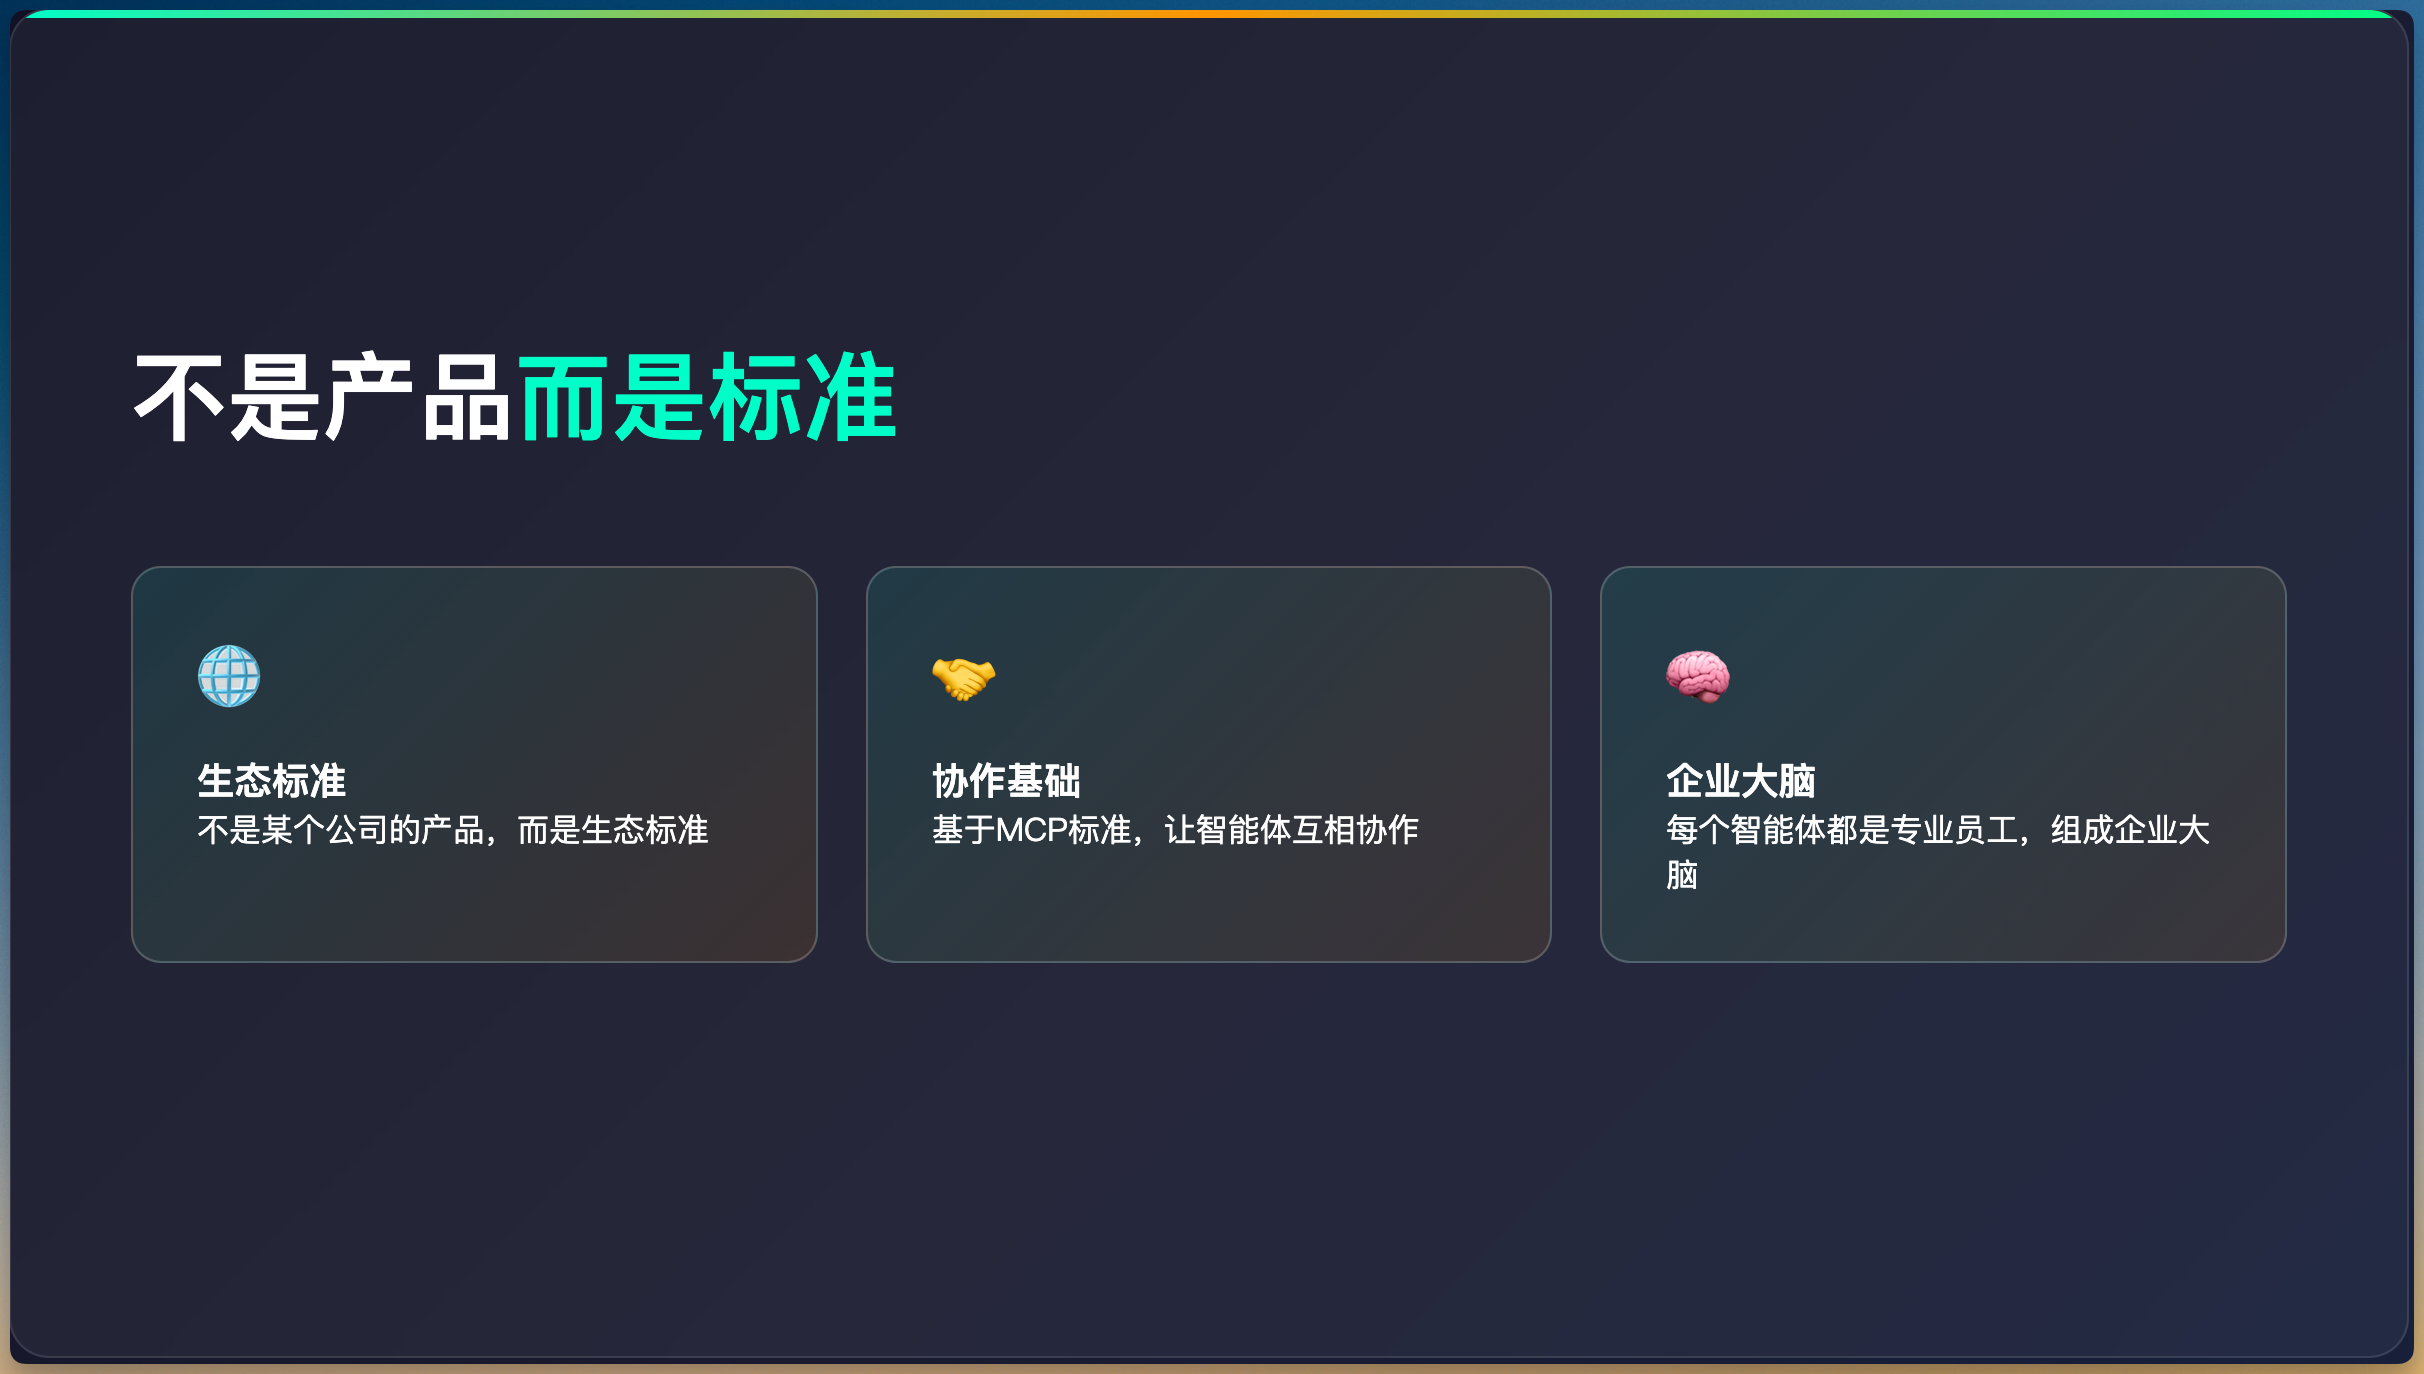 不是产品而是标准
生态标准
不是某个公司的产品，而是生态标准
协作基础
基于MCP标准，让智能体互相协作
企业大脑
每个智能体都是专业员工，组成企业大
脑